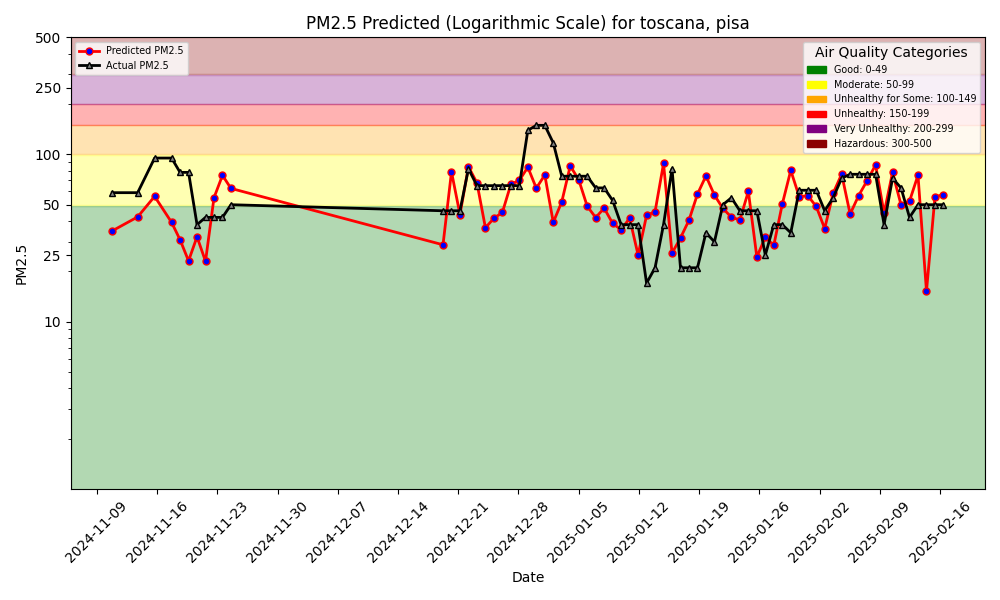 PM2.5 Predicted (Logarithmic Scale) for toscana, pisa
500
250
100
50
25
10
PM2.5
Predicted PM2.5
Actual PM2.5
Air Quality Categories
Good: 0-49
Moderate: 50-99
Unhealthy for Some: 100-149
Unhealthy: 150-199
Very Unhealthy: 200-299
Hazardous: 300-500
2024-11-09
2024-11-16
2024-11-23
2024-11-30
2024-12-07
2024-12-14
2024-12-21
2024-12-28
2025-01-05
2025-01-12
2025-01-19
2025-01-26
2025-02-02
2025-02-09
2025-02-16
Date